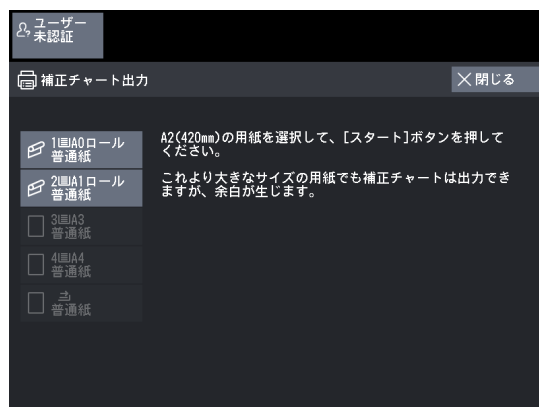 ユーザー
未認証
補正チャート出力
閉じる
1 A0ロール
普通紙
2 A1ロール
普通紙
3 A3
普通紙
4 A4
普通紙
普通紙
A2(420mm)の用紙を選択して、[スタート]ボタンを押して
ください。
これより大きなサイズの用紙でも補正チャートは出力でき
ますが、余白が生じます。